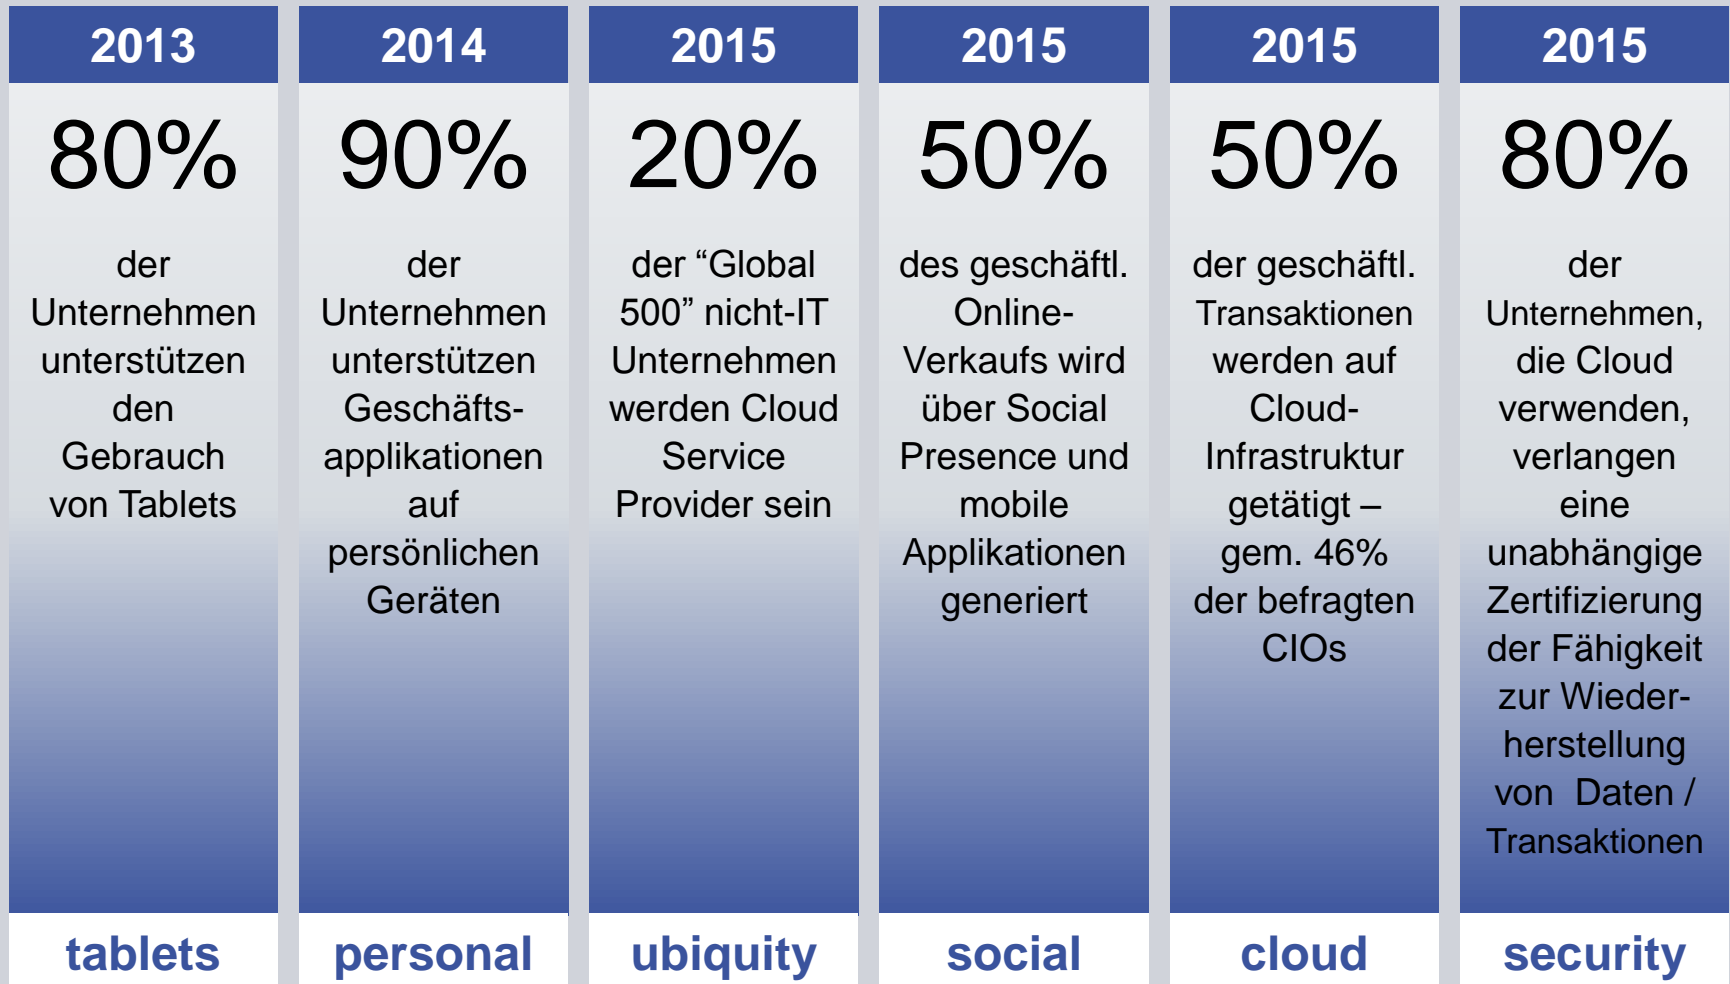 2013
80%
der
Unternehmen
unterstützen
den
Gebrauch
von Tablets
tablets
2014
90%
der
Unternehmen
unterstützen
Geschäfts-
applikationen
auf
persönlichen
Geräten
personal
2015
20%
der “Global
500” nicht-IT
Unternehmen
werden Cloud
Service
Provider sein
ubiquity
2015
50%
des geschäftl.
Online-
Verkaufs wird
über Social
Presence und
mobile
Applikationen
generiert
social
2015
50%
der geschäftl.
Transaktionen
werden auf
Cloud-
Infrastruktur
getätigt –
gem. 46%
der befragten
CIOs
cloud
2015
80%
der
Unternehmen,
die Cloud
verwenden,
verlangen
eine
unabhängige
Zertifizierung
der Fähigkeit
zur Wieder-
herstellung
von  Daten /
Transaktionen
security